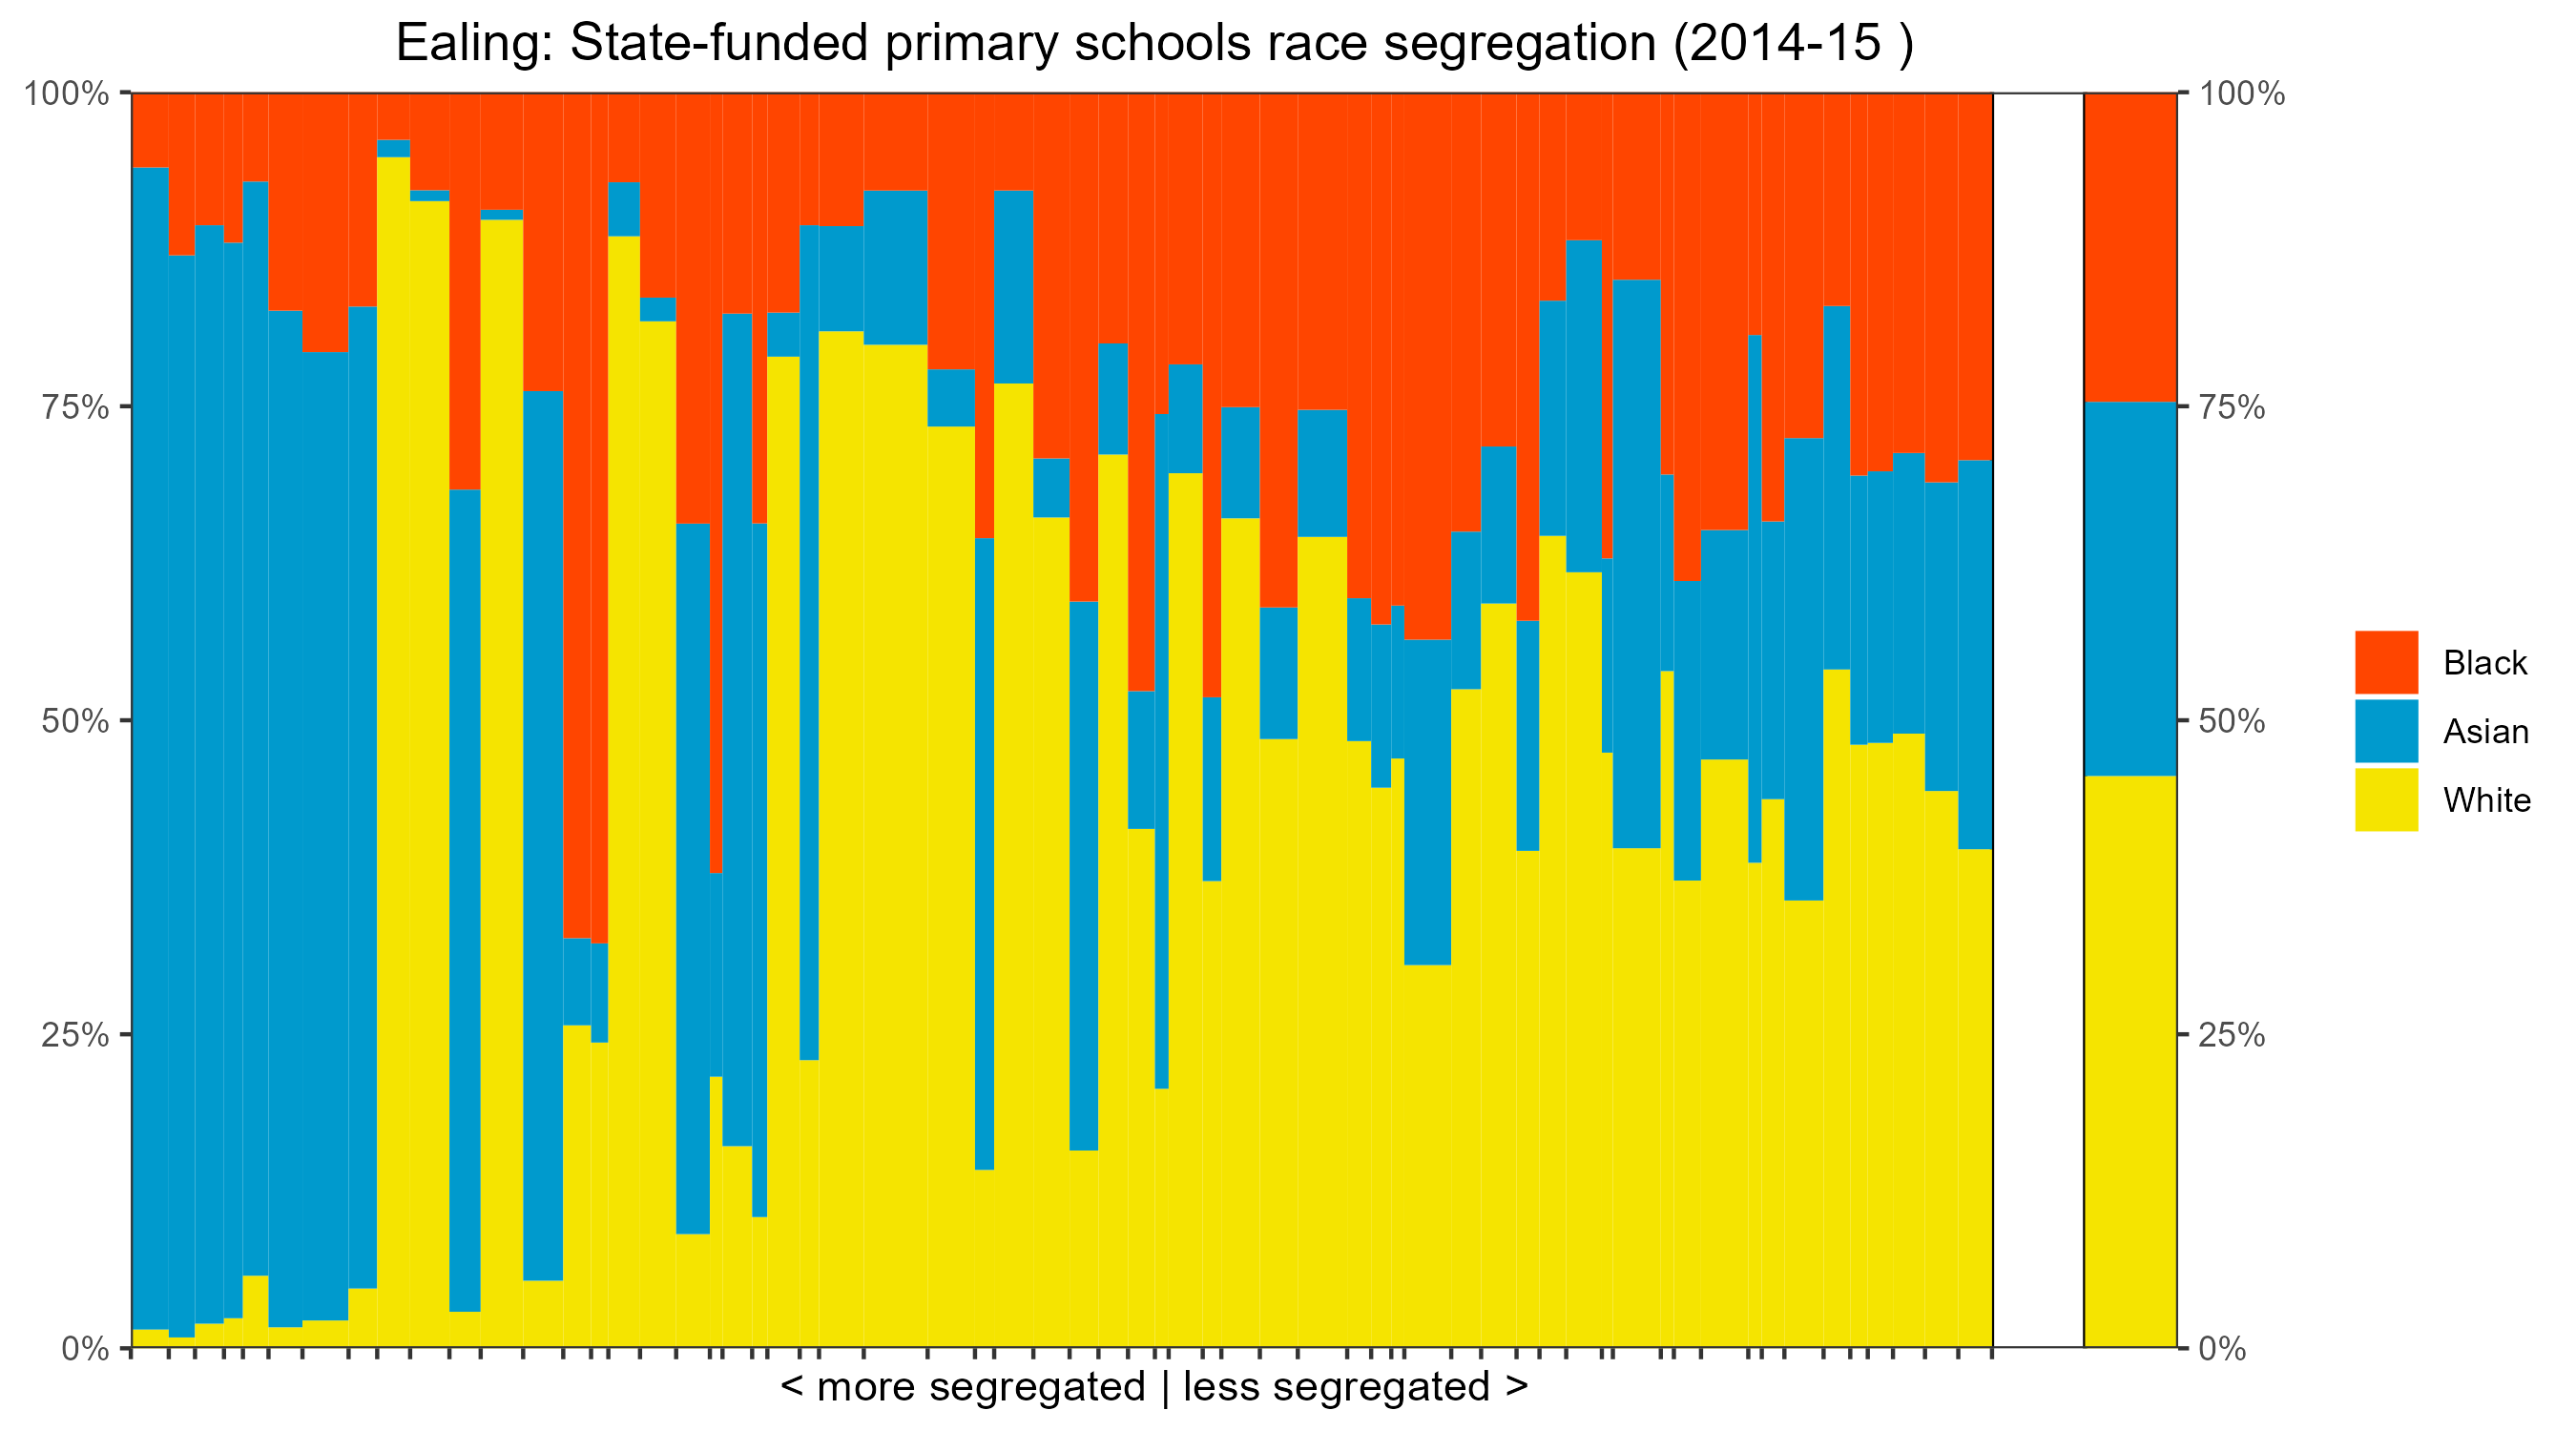 Ealing: State-funded primary schools race segregation (2014-15 )
100%
75%
50%
25%
0%
100%
75%
50%
25%
0%
Black
Asian
White
< more segregated | less segregated >